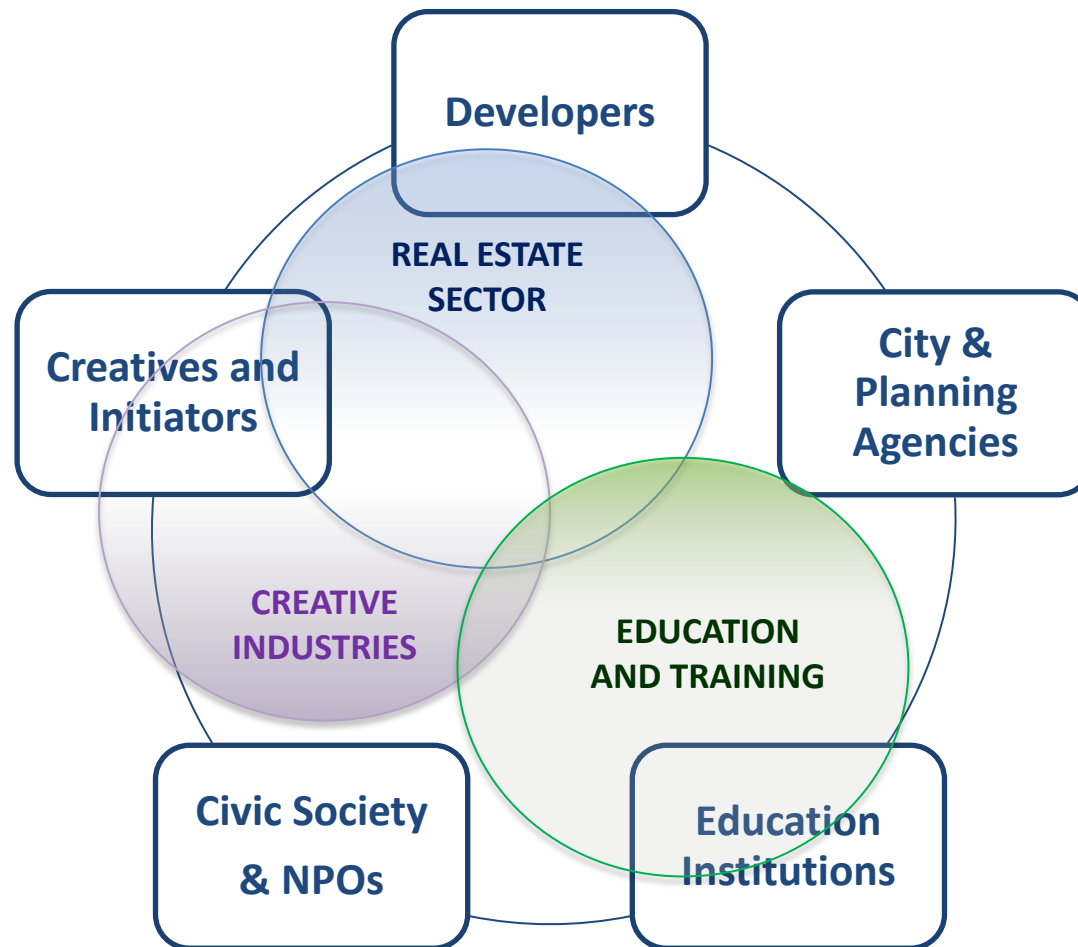 Developers
REAL ESTATE
SECTOR
Creatives and
Initiators
City &
Planning
Agencies
CREATIVE
INDUSTRIES
EDUCATION
AND TRAINING
Civic Society
& NPOs
Education
Institutions